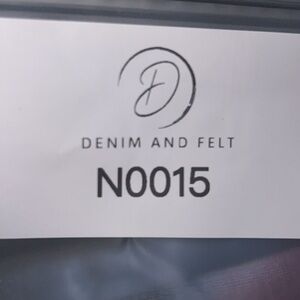 D
DENIM AND FELT
N0015